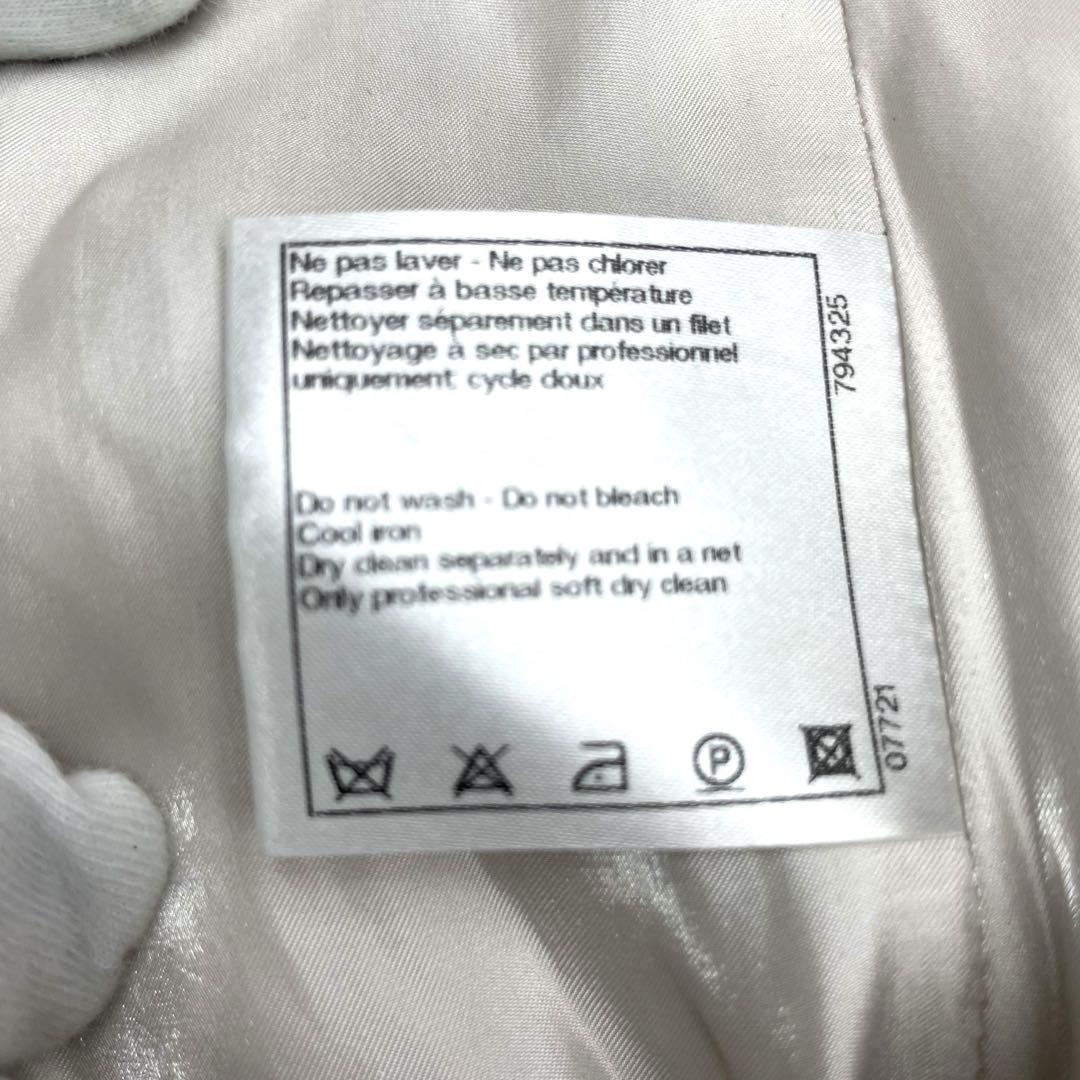 Ne pas laver - Ne pas chlorer
Repasser à basse température
Nettoyer séparement dans un filet
Nettoyage à sec par professionnel
uniquement cycle doux
794325
Do not wash - Do not bleach
Cool iron
Dry clean separately and in a net
Only professional soft dry clean
07721
P